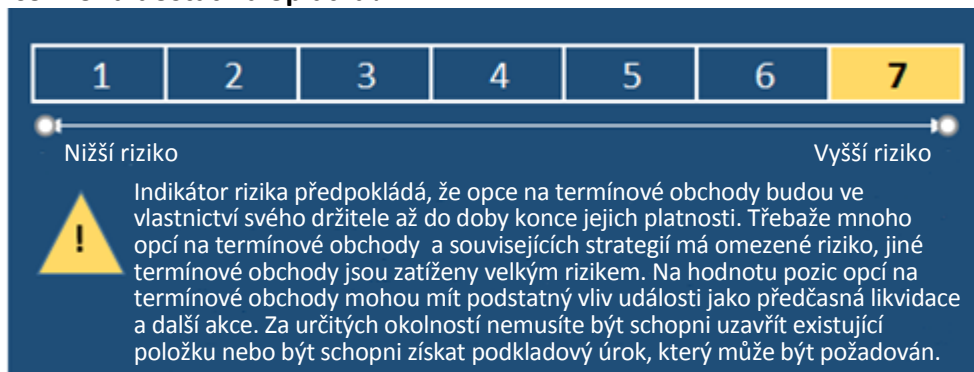 1 2 3 4 5 6 7
Nižší riziko Vyšší riziko
Indikátor rizika předpokládá, že opce na termínové obchody budou ve
vlastnictví svého držitele až do doby konce jejich platnosti. Třebaže mnoho
opcí na termínové obchody a souvisejících strategií má omezené riziko, jiné
termínové obchody jsou zatíženy velkým rizikem. Na hodnotu pozic opcí na
termínové obchody mohou mít podstatný vliv události jako předčasná likvidace
a další akce. Za určitých okolností nemusíte být schopni uzavřít existující
položku nebo být schopni získat podkladový úrok, který může být požadován.